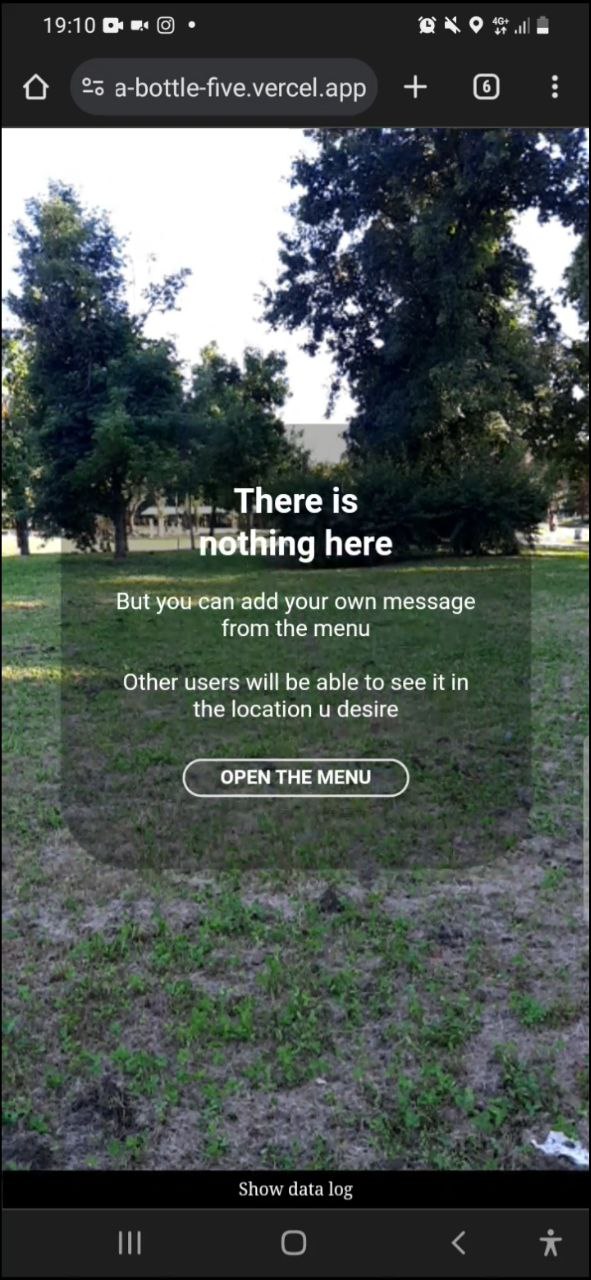 19:10
4G+
a-bottle-five.vercel.app
6
There is
nothing here
But you can add your own message
from the menu
Other users will be able to see it in
the location u desire
OPEN THE MENU
Show data log